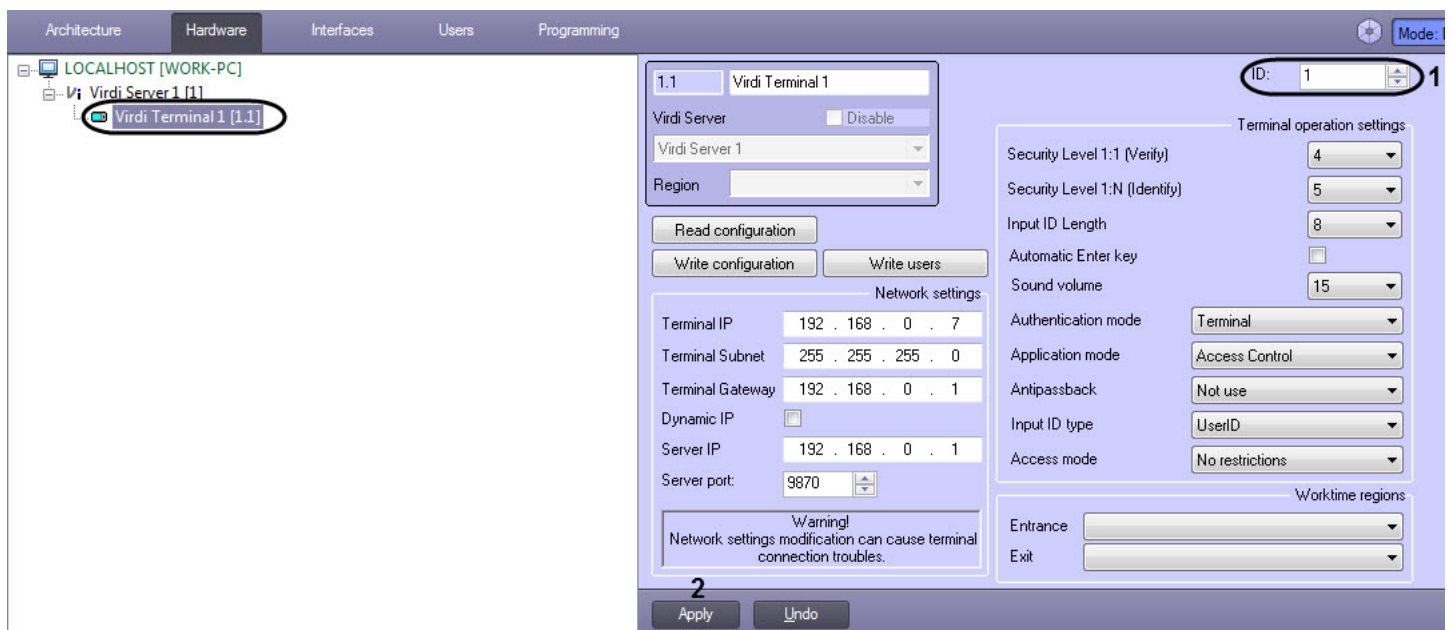 Architecture Hardware Interfaces Users Programming Mode:
LOCALHOST [WORK-PC]
Virdi Server 1 [1]
Virdi Terminal 1 [1.1]
1.1 Virdi Terminal 1
Virdi Server Disable
Virdi Server 1
Region
Read configuration
Write configuration Write users
Network settings
Terminal IP 192 . 168 . 0 . 7
Terminal Subnet 255 . 255 . 255 . 0
Terminal Gateway 192 . 168 . 0 . 1
Dynamic IP
Server IP 192 . 168 . 0 . 1
Server port: 9870
Warning!
Network settings modification can cause terminal
connection troubles.
ID: 1 1
Terminal operation settings
Security Level 1:1 (Verify) 4
Security Level 1:N (Identify) 5
Input ID Length 8
Automatic Enter key
Sound volume 15
Authentication mode Terminal
Application mode Access Control
Antipassback Not use
Input ID type UserID
Access mode No restrictions
Worktime regions
Entrance
Exit
2
Apply Undo